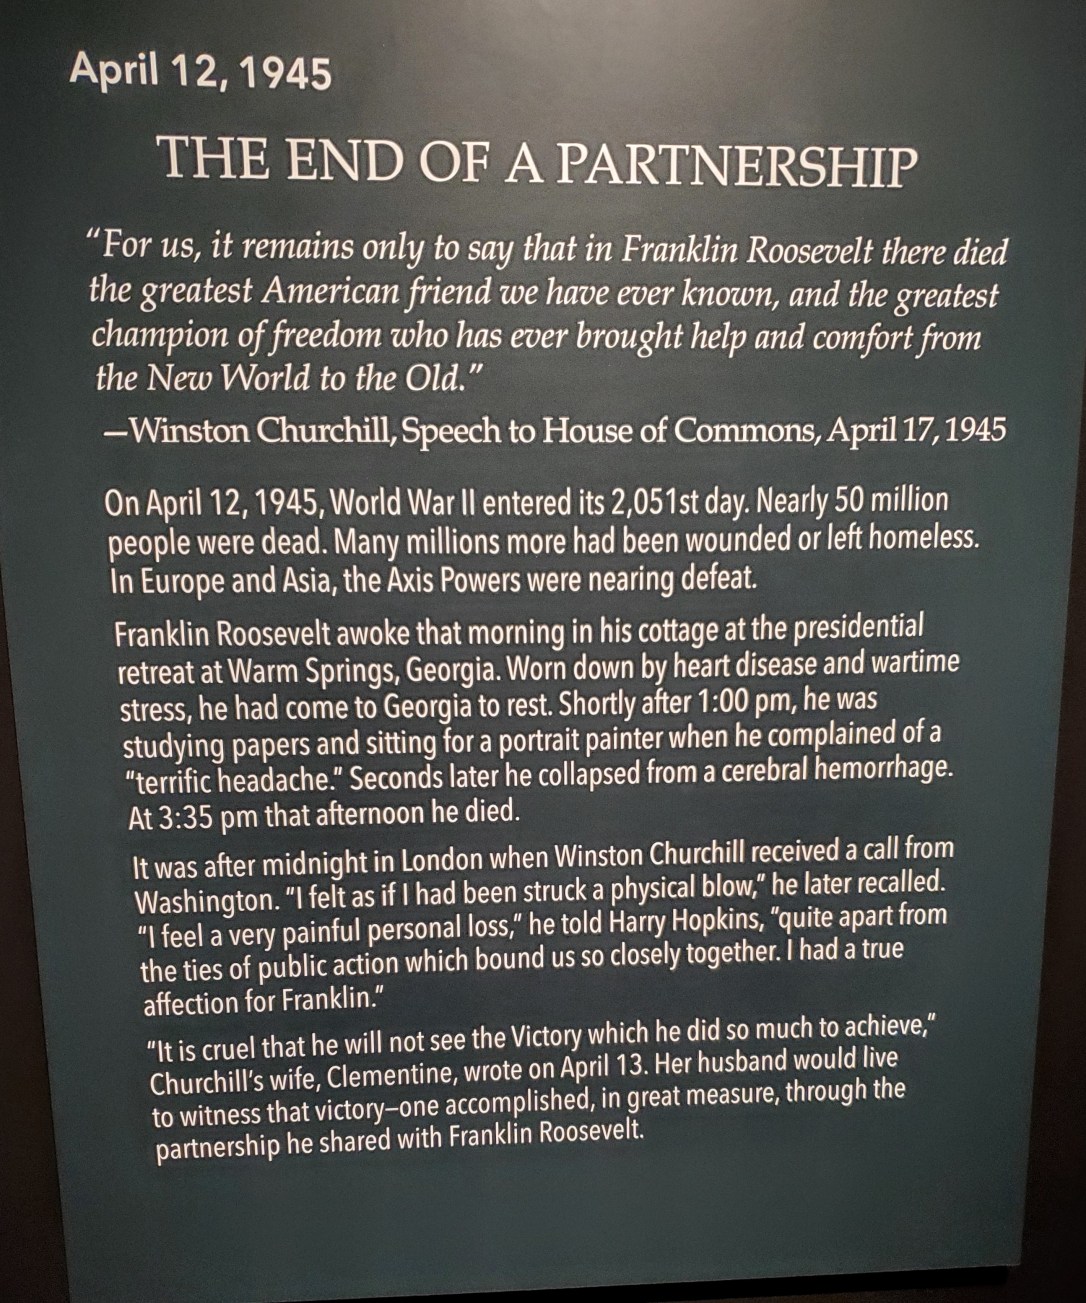 April 12, 1945
THE END OF A PARTNERSHIP
“For us, it remains only to say that in Franklin Roosevelt there died
the greatest American friend we have ever known, and the greatest
champion of freedom who has ever brought help and comfort from
the New World to the Old.”
—Winston Churchill, Speech to House of Commons, April 17, 1945
On April 12, 1945, World War II entered its 2,051st day. Nearly 50 million
people were dead. Many millions more had been wounded or left homeless.
In Europe and Asia, the Axis Powers were nearing defeat.
Franklin Roosevelt awoke that morning in his cottage at the presidential
retreat at Warm Springs, Georgia. Worn down by heart disease and wartime
stress, he had come to Georgia to rest. Shortly after 1:00 pm, he was
studying papers and sitting for a portrait painter when he complained of a
“terrific headache.” Seconds later he collapsed from a cerebral hemorrhage.
At 3:35 pm that afternoon he died.
It was after midnight in London when Winston Churchill received a call from
Washington. “I felt as if I had been struck a physical blow,” he later recalled.
“I feel a very painful personal loss,” he told Harry Hopkins, “quite apart from
the ties of public action which bound us so closely together. I had a true
affection for Franklin.”
“It is cruel that he will not see the Victory which he did so much to achieve,”
Churchill’s wife, Clementine, wrote on April 13. Her husband would live
to witness that victory—one accomplished, in great measure, through the
partnership he shared with Franklin Roosevelt.